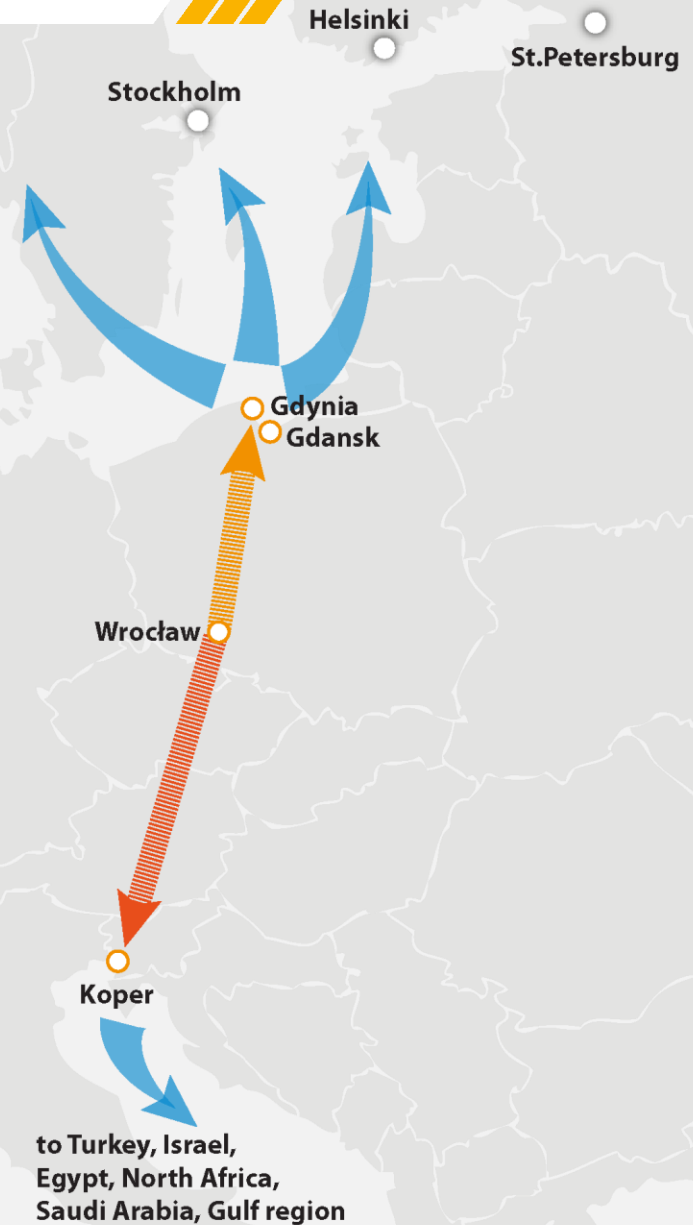 Helsinki
St.Petersburg
Stockholm
Gdynia
Gdansk
Wrocław
Koper
to Turkey, Israel,
Egypt, North Africa,
Saudi Arabia, Gulf region